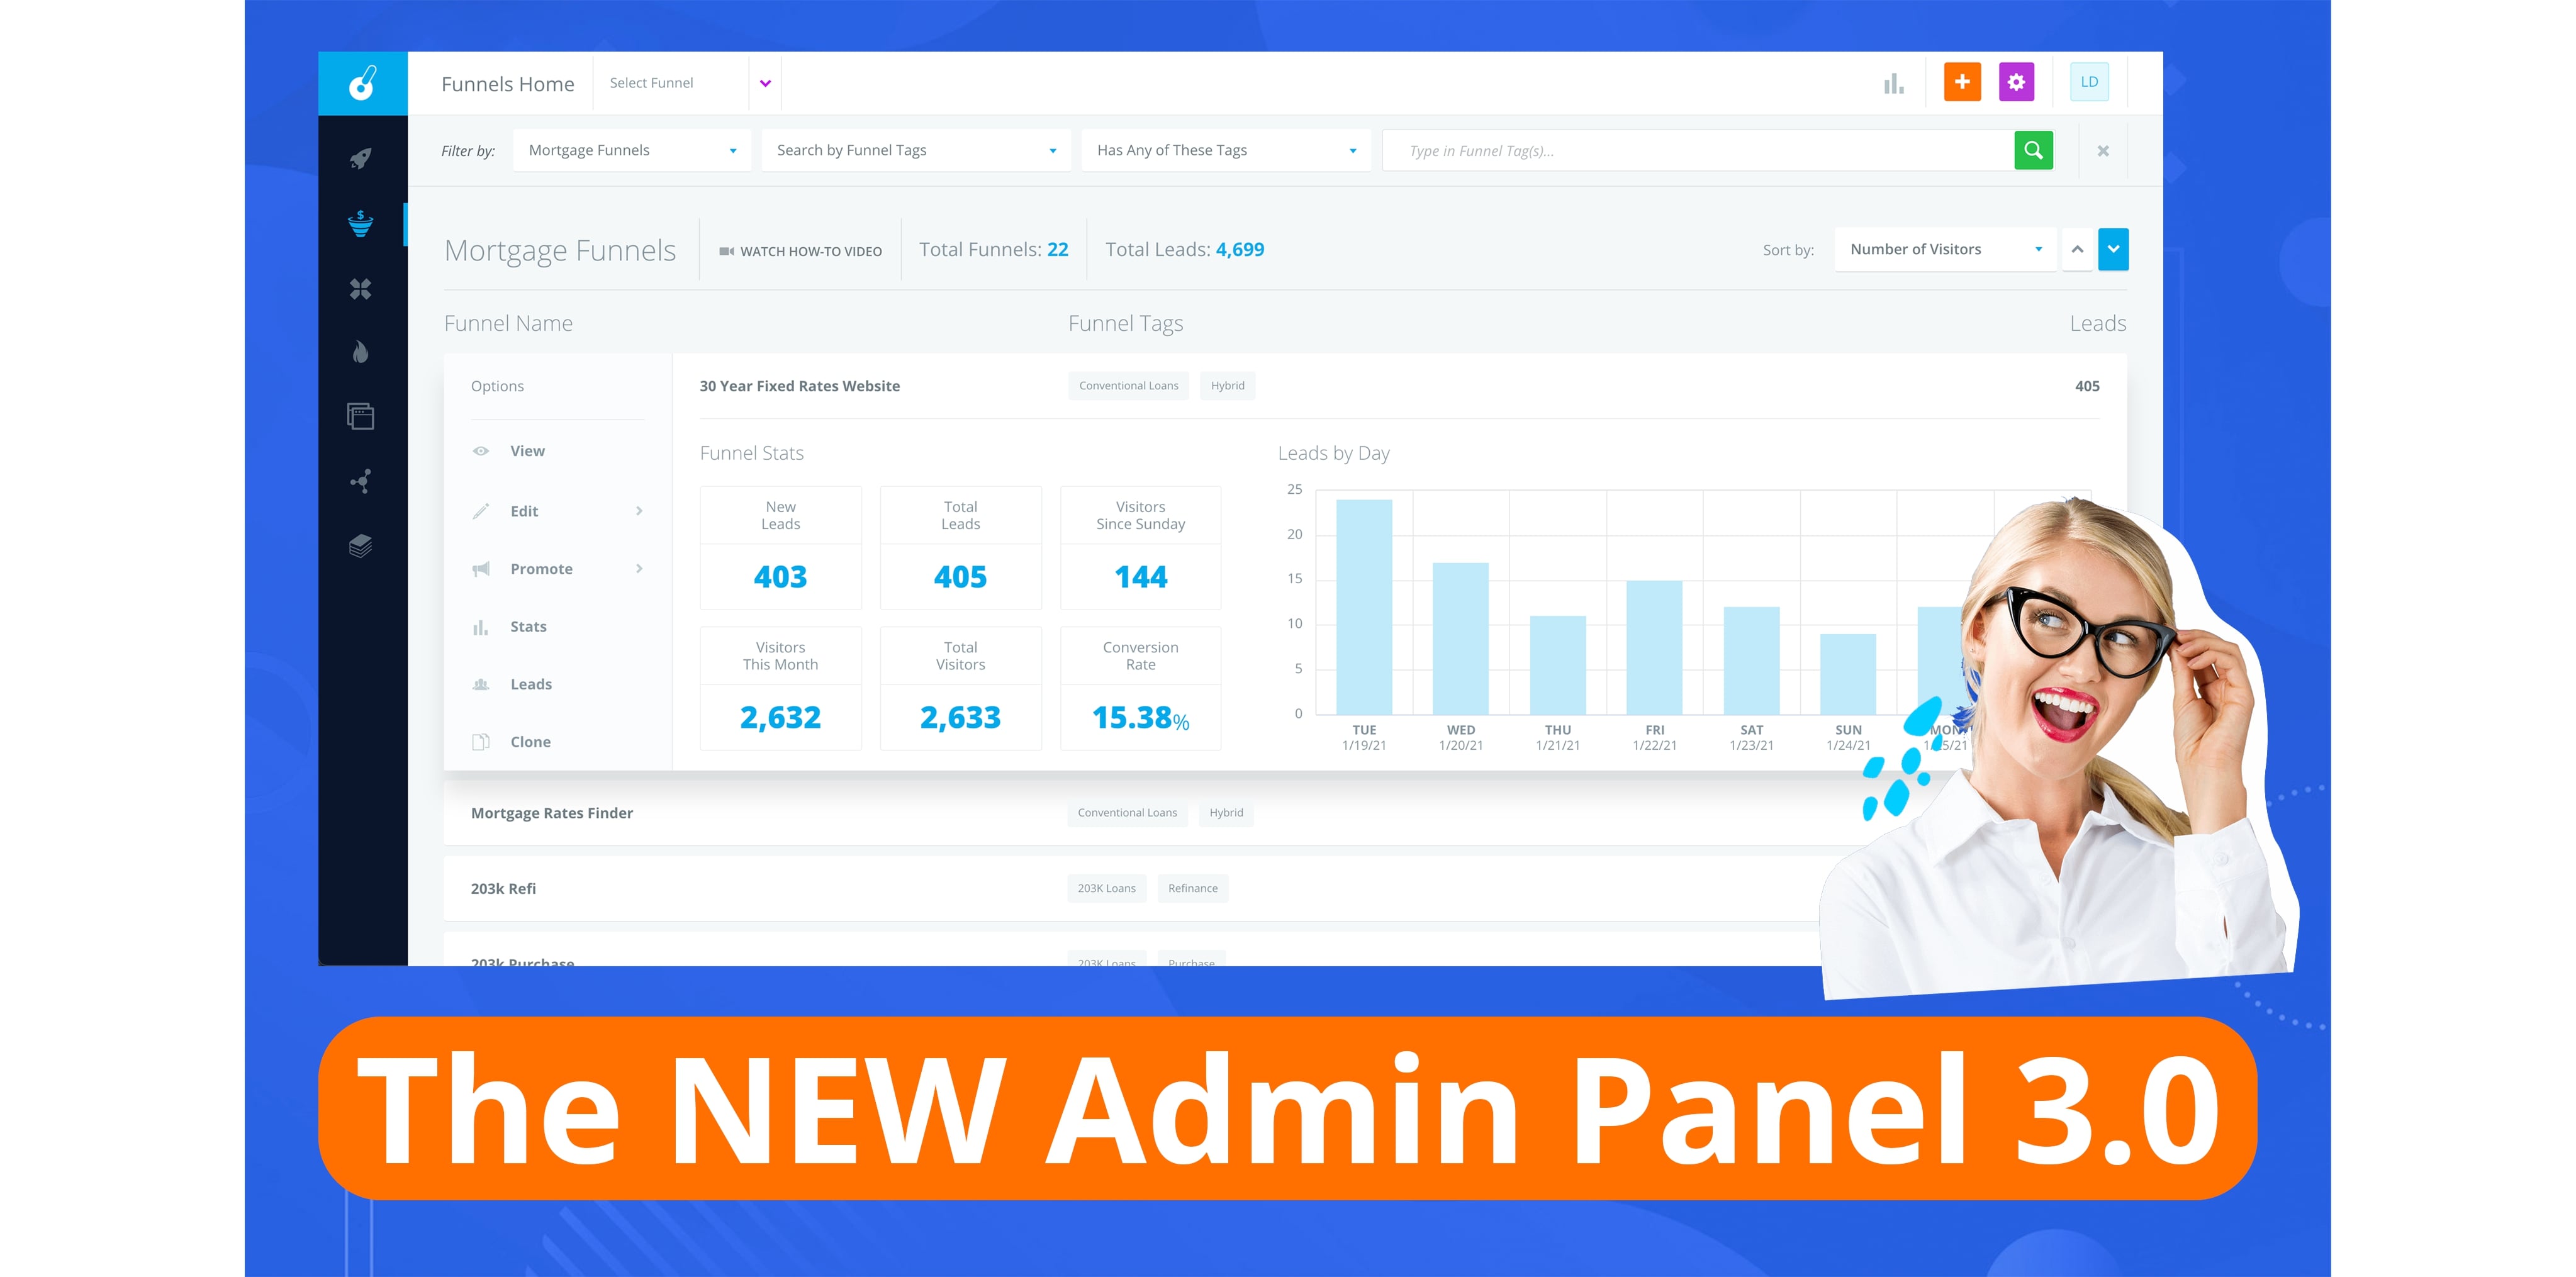 Funnels Home
Select Funnel
LD
Filter by:
Mortgage Funnels
Search by Funnel Tags
Has Any of These Tags
Type in Funnel Tag(s)...
Mortgage Funnels
WATCH HOW-TO VIDEO
Total Funnels: 22
Total Leads: 4,699
Sort by:
Number of Visitors
Funnel Name
Funnel Tags
Leads
Options
View
Edit
Promote
Stats
Leads
Clone
30 Year Fixed Rates Website
Conventional Loans
Hybrid
405
Funnel Stats
New
Leads
403
Total
Leads
405
Visitors
Since Sunday
144
Visitors
This Month
2,632
Total
Visitors
2,633
Conversion
Rate
15.38%
Leads by Day
25
20
15
10
5
0
TUE
1/19/21
WED
1/20/21
THU
1/21/21
FRI
1/22/21
SAT
1/23/21
SUN
1/24/21
MON
Mortgage Rates Finder
Conventional Loans
Hybrid
203k Refi
203K Loans
Refinance
203k Purchase
203K Loans
Purchase
The NEW Admin Panel 3.0